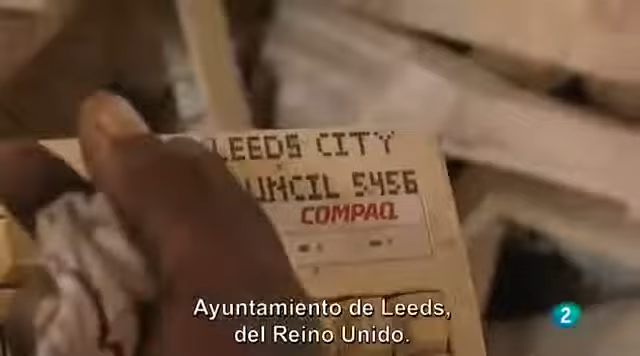 LEEDS CITY
UNCIL 5456
COMPAQ
Ayuntamiento de Leeds,
del Reino Unido.
2